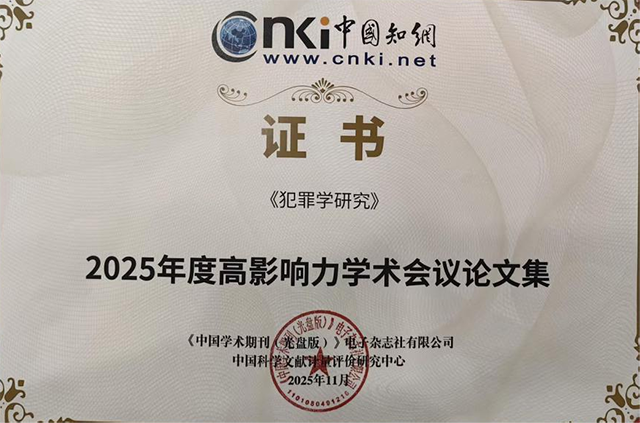 cnki中國知網
www.cnki.net
证书
《犯罪学研究》
2025年度高影响力学术会议论文集
《中国学术期刊（光盘版）》电子杂志社有限公司
中国科学文献计量评价研究中心
2025年11月